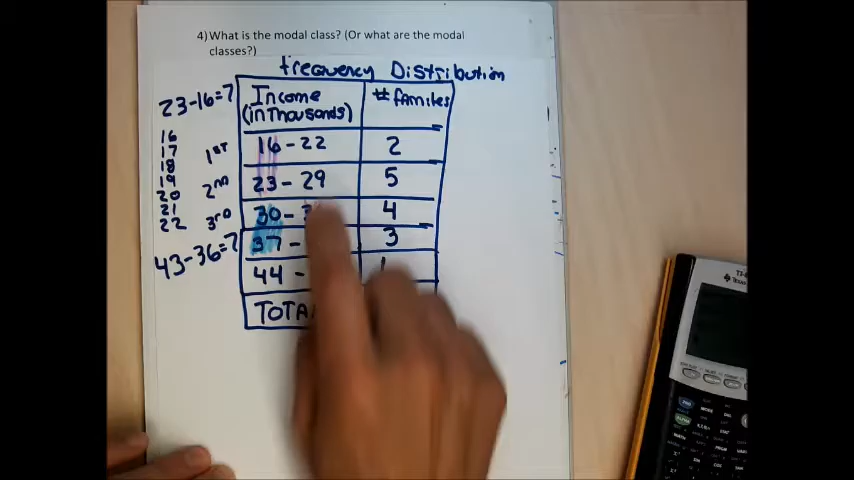 4) What is the modal class? (Or what are the modal
classes?)
Frequency Distribution
23-16=7
Income
(in Thousands)
# familes
16
17
18
19
20
21
22
1ST
16-22
2
2ND
23-29
5
3rD
30-
4
43-36=7
37-
3
44-
TOTA